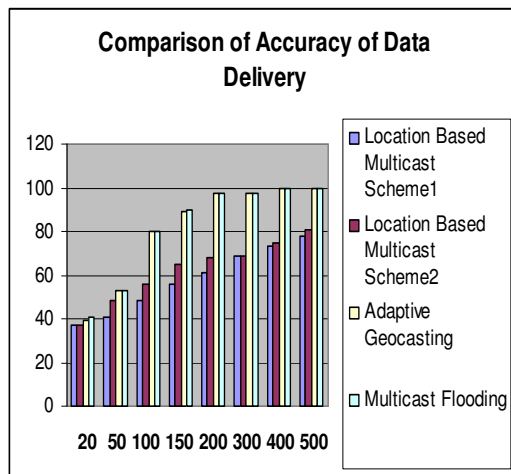 Comparison of Accuracy of Data
Delivery
120
100
80
60
40
20
0
20 50 100 150 200 300 400 500
Location Based
Multicast
Scheme1
Location Based
Multicast
Scheme2
Adaptive
Geocasting
Multicast Flooding